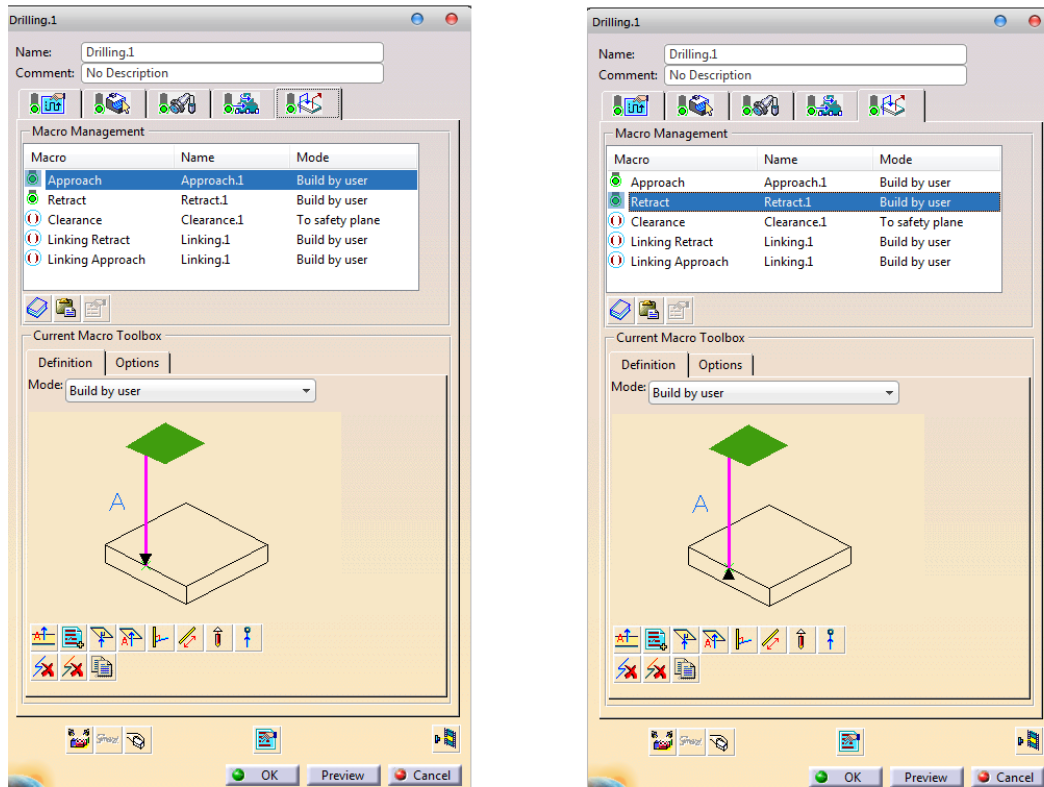 Drilling.1
Name: Drilling.1
Comment: No Description
Macro Management
Macro Name Mode
Approach Approach.1 Build by user
Retract Retract.1 Build by user
Clearance Clearance.1 To safety plane
Linking Retract Linking.1 Build by user
Linking Approach Linking.1 Build by user
Current Macro Toolbox
Definition Options
Mode: Build by user
A
OK Preview Cancel
Drilling.1
Name: Drilling.1
Comment: No Description
Macro Management
Macro Name Mode
Approach Approach.1 Build by user
Retract Retract.1 Build by user
Clearance Clearance.1 To safety plane
Linking Retract Linking.1 Build by user
Linking Approach Linking.1 Build by user
Current Macro Toolbox
Definition Options
Mode: Build by user
A
OK Preview Cancel